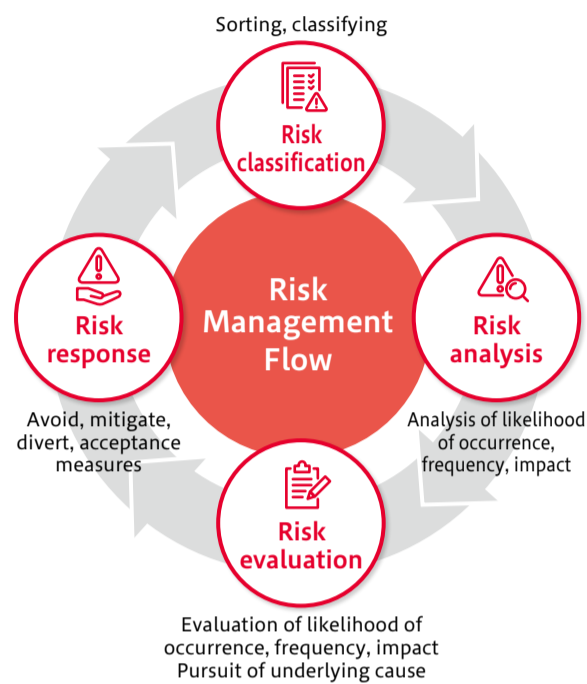 Sorting, classifying
Risk
classification
Risk
Management
Flow
Risk
response
Risk
analysis
Avoid, mitigate,
divert, acceptance
measures
Analysis of likelihood
of occurrence,
frequency, impact
Risk
evaluation
Evaluation of likelihood of
occurrence, frequency, impact
Pursuit of underlying cause